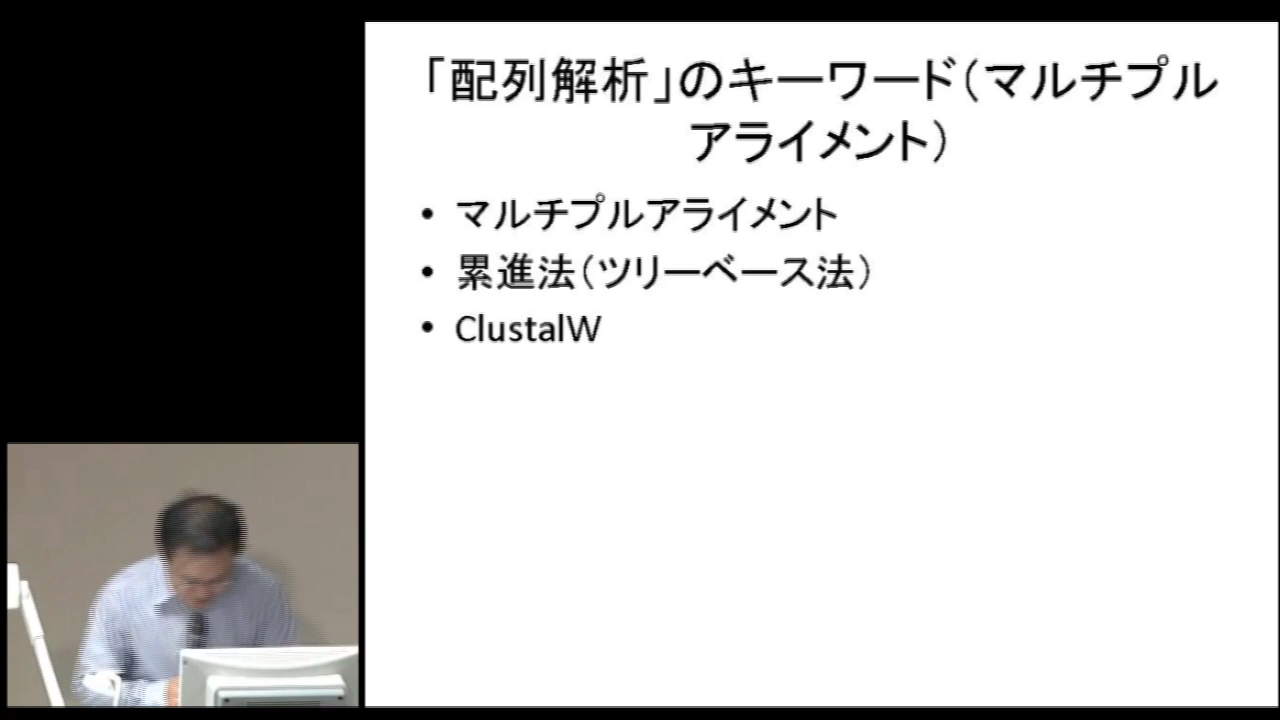 「配列解析」のキーワード（マルチプル
アライメント）
• マルチプルアライメント
• 累進法（ツリーベース法）
• ClustalW